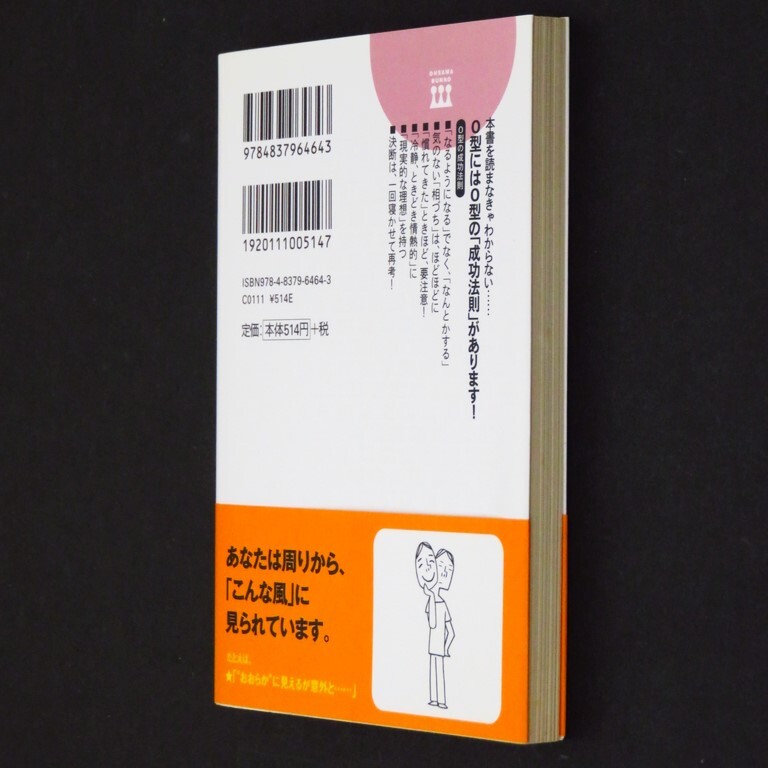 OHSAMA
BUNKO
本書を読まなきゃわからない……
O型にはO型の「成功法則」があります！
O型の成功法則
■「なるようになる」でなく、「なんとかする」
■気のない「相づち」は、ほどほどに
■「慣れてきた」ときほど、要注意！
■「冷静、ときどき情熱的」に
■「現実的な理想」を持つ
■決断は、一回寝かせて再考！
9784837964643
1920111005147
ISBN978-4-8379-6464-3
C0111 ¥514E
定価：本体514円＋税
あなたは周りから、
「こんな風」に
見られています。
たとえば、
★「“おおらか”に見えるが意外と……」